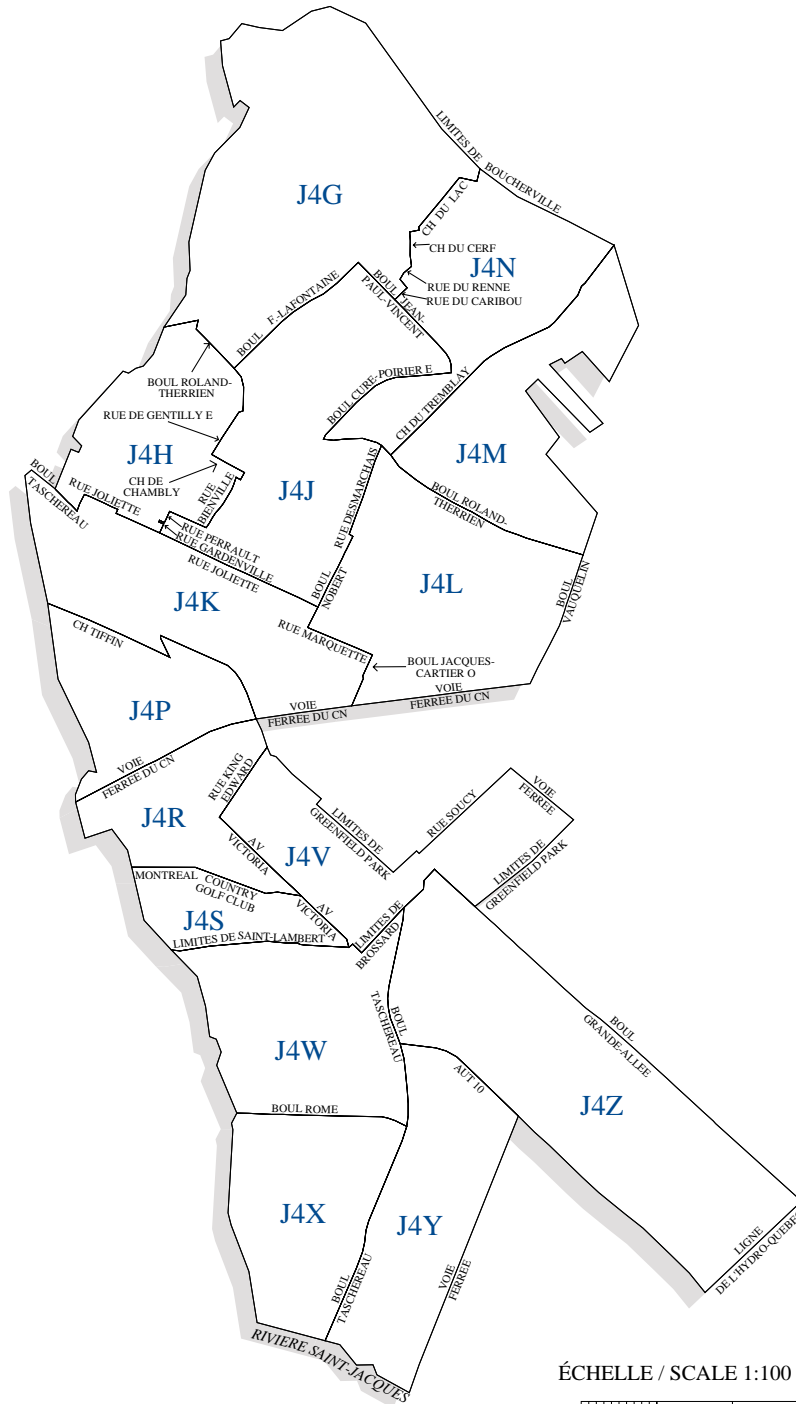 LIMITES DE
BOUCHERVILLE
J4G
CH DU LAC
CH DU CERF
J4N
RUE DU RENNE
RUE DU CARIBOU
BOUL JEAN-
PAUL-VINCENT
BOUL F.-LAFONTAINE
BOUL ROLAND-
THERRIEN
BOUL CURE-POIRIER E
CH DU TREMBLAY
RUE DE GENTILLY E
J4H
CH DE
CHAMBLY
RUE
BIENVILLE
J4J
J4M
BOUL
TASCHEREAU
RUE JOLIETTE
RUE DESMARCHAIS
BOUL ROLAND-
THERRIEN
RUE PERRAULT
RUE GARDENVILLE
RUE JOLIETTE
BOUL
NOBERT
J4L
BOUL
VAUQUELIN
J4K
CH TIFFIN
RUE MARQUETTE
BOUL JACQUES-
CARTIER O
VOIE
FERREE DU CN
VOIE
FERREE DU CN
J4P
VOIE
FERREE DU CN
RUE KING
EDWARD
J4R
LIMITES DE
GREENFIELD PARK
RUE SOUCY
VOIE
FERREE
J4V
AV
VICTORIA
LIMITES DE
GREENFIELD PARK
MONTREAL
COUNTRY
GOLF CLUB
AV
VICTORIA
J4S
LIMITES DE SAINT-LAMBERT
LIMITES DE
BROSSARD
BOUL
TASCHEREAU
BOUL
GRANDE-ALLEE
J4W
AUT 10
J4Z
BOUL ROME
J4X
J4Y
BOUL
TASCHEREAU
VOIE
FERREE
LIGNE
DE L'HYDRO-QUEBEC
RIVIERE SAINT-JACQUES
ÉCHELLE / SCALE 1:100